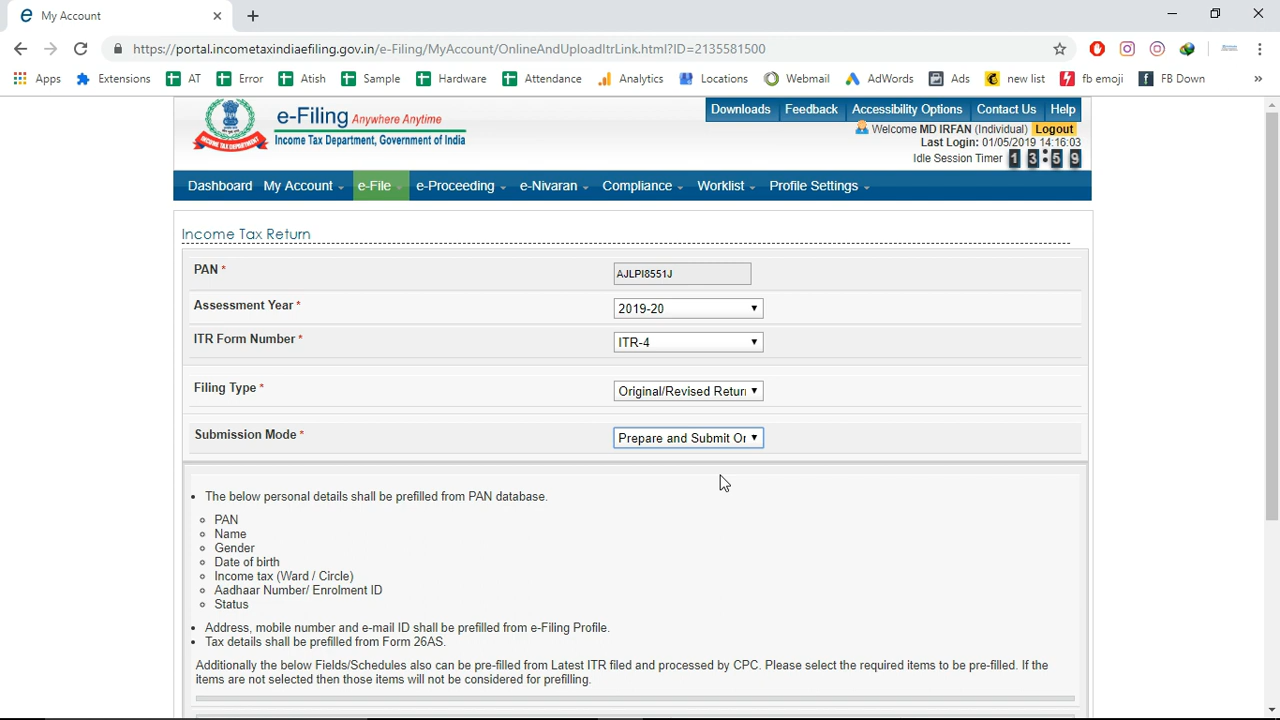 My Account
https://portal.incometaxindiaefiling.gov.in/e-Filing/MyAccount/OnlineAndUploadItrLink.html?ID=2135581500
Apps Extensions AT Error Atish Sample Hardware Attendance Analytics Locations Webmail AdWords Ads new list fb emoji FB Down »
Downloads Feedback Accessibility Options Contact Us Help
e-Filing Anywhere Anytime
Income Tax Department, Government of India
Welcome MD IRFAN (Individual) Logout
Last Login: 01/05/2019 14:16:03
Idle Session Timer 1 3 : 5 9
Dashboard My Account e-File e-Proceeding e-Nivaran Compliance Worklist Profile Settings
Income Tax Return
PAN * AJLPI8551J
Assessment Year * 2019-20
ITR Form Number * ITR-4
Filing Type * Original/Revised Return
Submission Mode * Prepare and Submit On
• The below personal details shall be prefilled from PAN database.
PAN
Name
Gender
Date of birth
Income tax (Ward / Circle)
Aadhaar Number/ Enrolment ID
Status
• Address, mobile number and e-mail ID shall be prefilled from e-Filing Profile.
• Tax details shall be prefilled from Form 26AS.
Additionally the below Fields/Schedules also can be pre-filled from Latest ITR filed and processed by CPC. Please select the required items to be pre-filled. If the
items are not selected then those items will not be considered for prefilling.